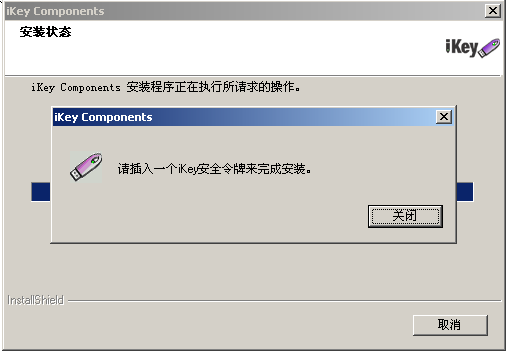 iKey Components
安装状态
iKey
iKey Components 安装程序正在执行所请求的操作。
iKey Components
请插入一个iKey安全令牌来完成安装。
关闭
InstallShield
取消